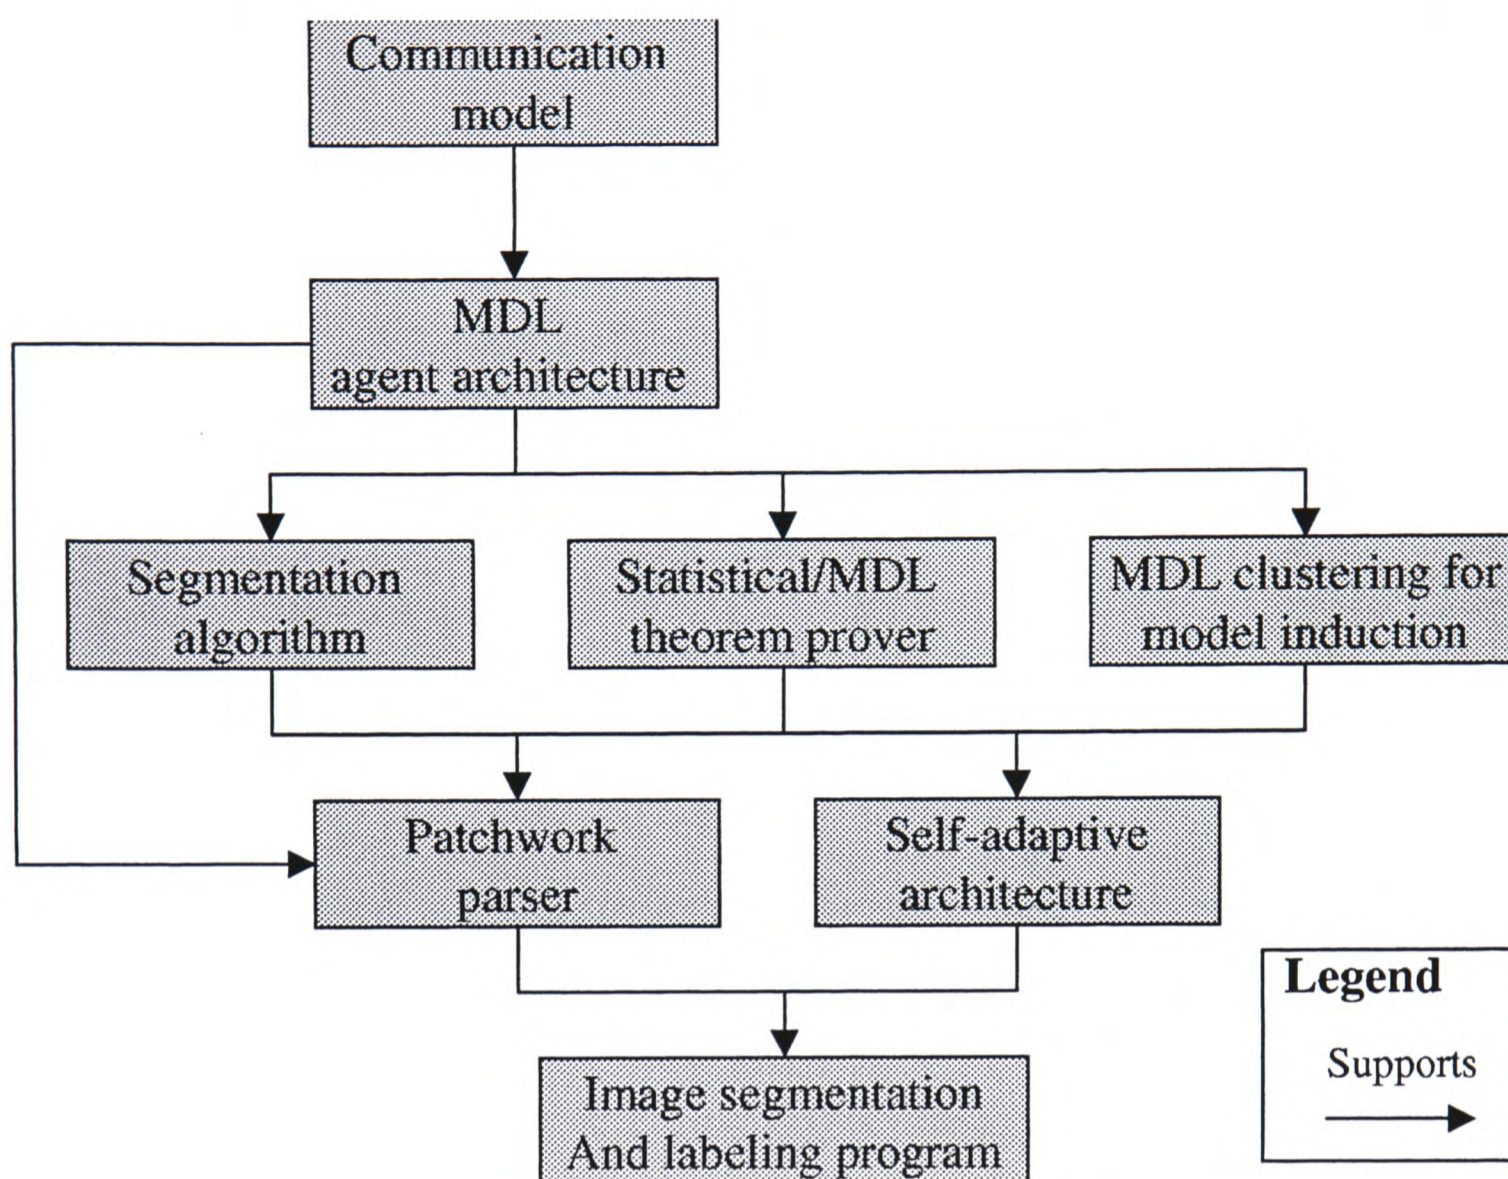 Communication
model
MDL
agent architecture
Segmentation
algorithm
Statistical/MDL
theorem prover
MDL clustering for
model induction
Patchwork
parser
Self-adaptive
architecture
Image segmentation
And labeling program
Legend
Supports